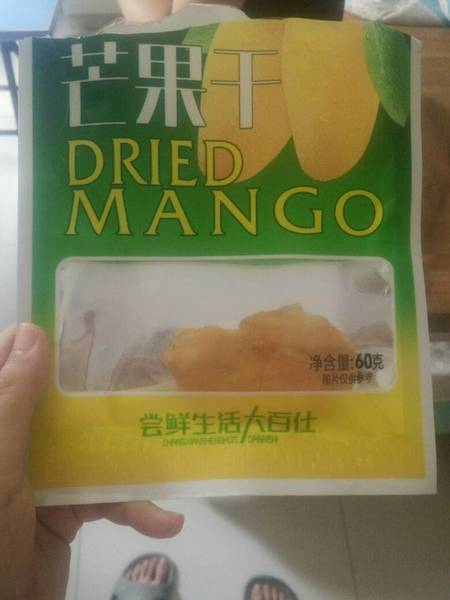 芒果干
DRIED
MANGO
净含量:60克
图片仅供参考
尝鲜生活大百仕